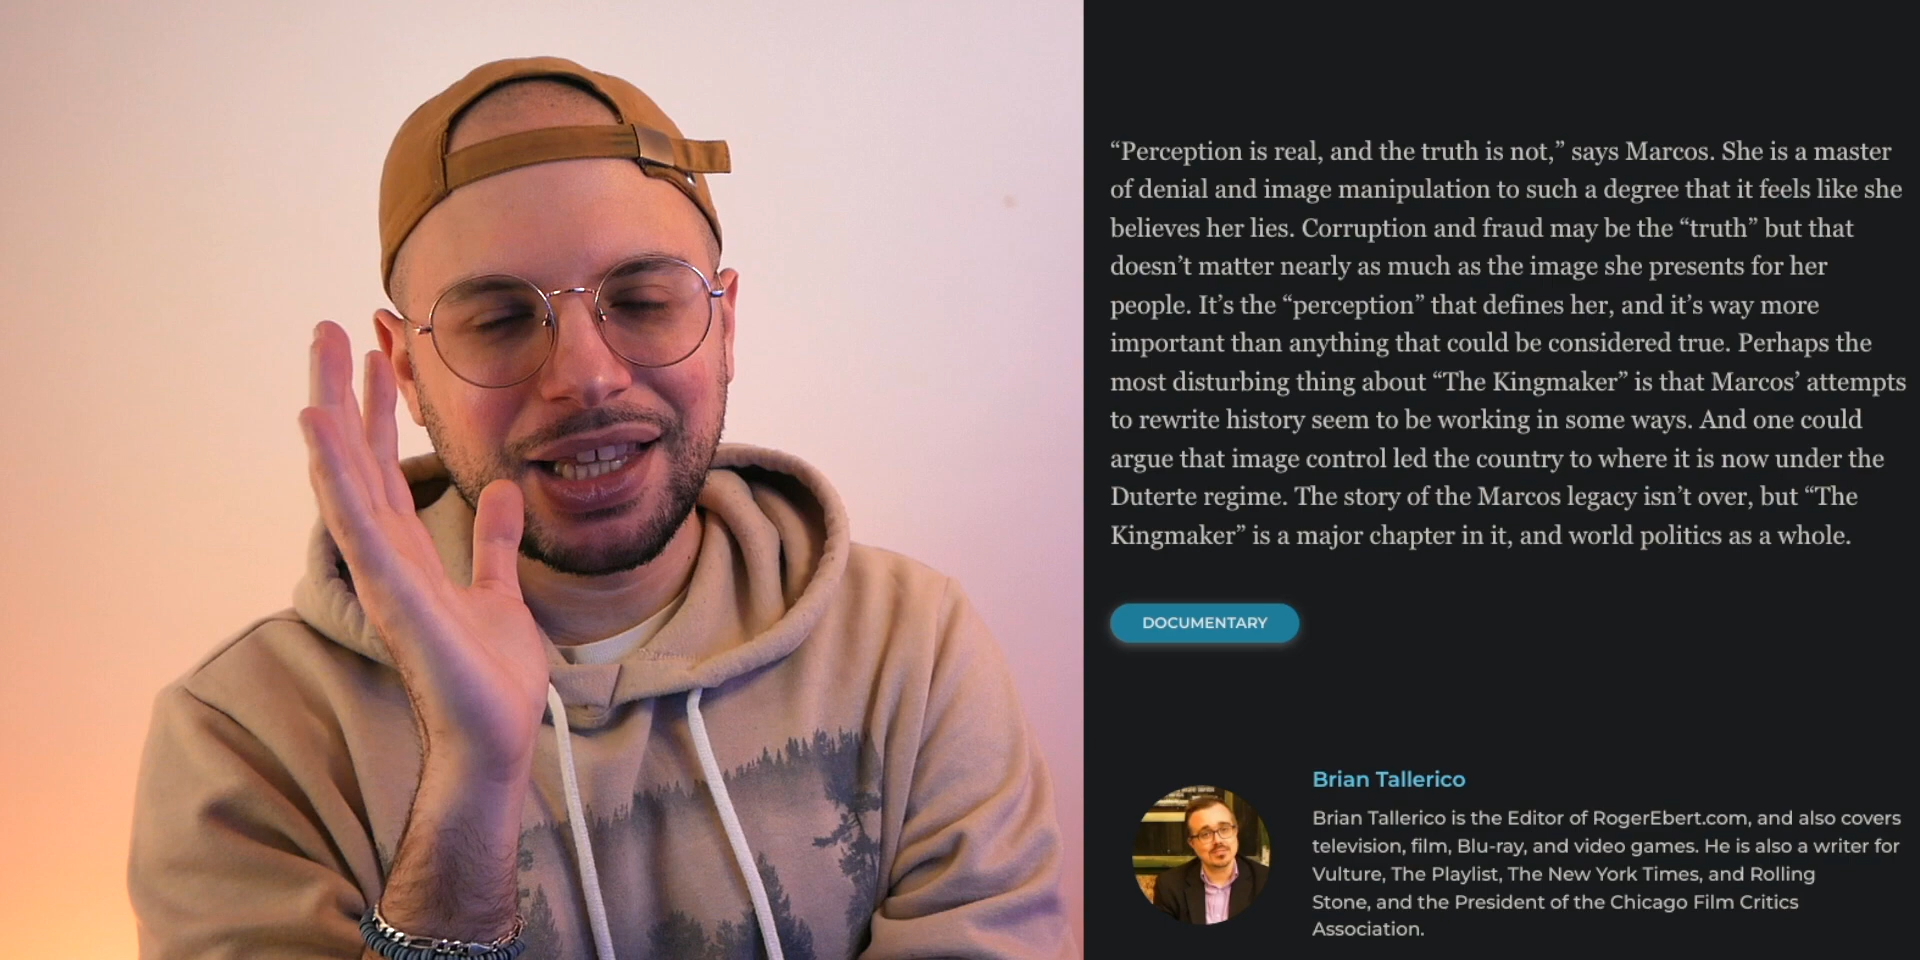 “Perception is real, and the truth is not,” says Marcos. She is a master
of denial and image manipulation to such a degree that it feels like she
believes her lies. Corruption and fraud may be the “truth” but that
doesn’t matter nearly as much as the image she presents for her
people. It’s the “perception” that defines her, and it’s way more
important than anything that could be considered true. Perhaps the
most disturbing thing about “The Kingmaker” is that Marcos’ attempts
to rewrite history seem to be working in some ways. And one could
argue that image control led the country to where it is now under the
Duterte regime. The story of the Marcos legacy isn’t over, but “The
Kingmaker” is a major chapter in it, and world politics as a whole.
DOCUMENTARY
Brian Tallerico
Brian Tallerico is the Editor of RogerEbert.com, and also covers
television, film, Blu-ray, and video games. He is also a writer for
Vulture, The Playlist, The New York Times, and Rolling
Stone, and the President of the Chicago Film Critics
Association.